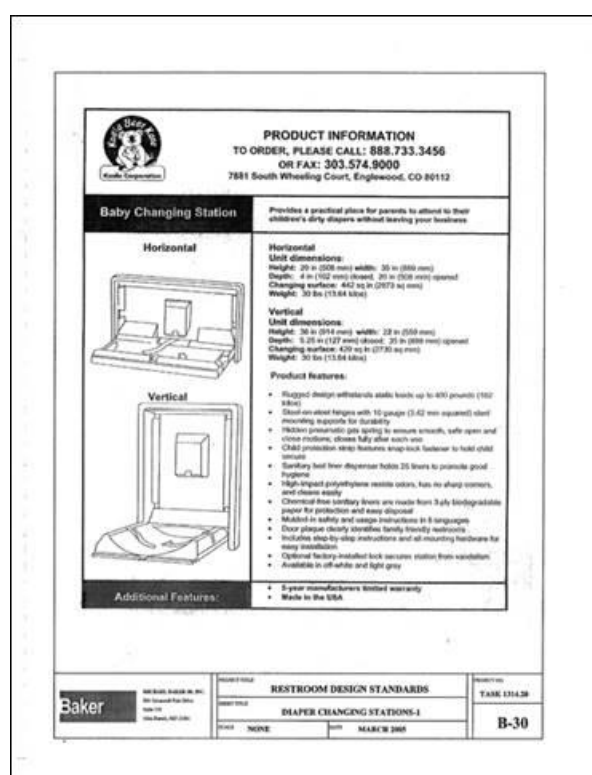 Koala Bear Kare
Koala Corporation
PRODUCT INFORMATION
TO ORDER, PLEASE CALL: 888.733.3456
OR FAX: 303.574.9000
7881 South Wheeling Court, Englewood, CO 80112
Baby Changing Station
Provides a practical place for parents to attend to their
children's dirty diapers without leaving your business
Horizontal
Vertical
Horizontal
Unit dimensions:
Height: 20 in (508 mm) width: 35 in (889 mm)
Depth: 4 in (102 mm) closed, 20 in (508 mm) opened
Changing surface: 442 sq in
Weight: 30 lbs (13.64 kilos)
Vertical
Unit dimensions:
Height: 36 in (914 mm) width: 22 in (559 mm)
Depth: 5.25 in (127 mm) closed; 35 in (889 mm) opened
Changing surface: 420 sq in (2730 sq mm)
Weight: 30 lbs (13.64 kilos)
Product features:
• Rugged design withstands static loads up to 400 pounds (182
kilos)
• Steel-on-steel hinges with 10 gauge (3.42 mm squared) steel
mounting supports for durability
• Hidden pneumatic gas spring to ensure smooth, safe open and
close motions; closes fully after each use
• Child protection strap features snap-lock fastener to hold child
secure
• Sanitary bed liner dispenser holds 25 liners to promote good
hygiene
• High-impact polyethylene resists odors, has no sharp corners,
and cleans easily
• Chemical-free sanitary liners are made from 3-ply biodegradable
paper for protection and easy disposal
• Molded-in safety and usage instructions in 6 languages
• Door plaque clearly identifies family friendly restrooms
• Includes step-by-step instructions and all mounting hardware for
easy installation
• Optional factory-installed lock secures station from vandalism
• Available in off-white and light gray
Additional Features:
• 5-year manufacturers limited warranty
• Made in the USA
Baker
MICHAEL BAKER JR. INC.
PROJECT TITLE
RESTROOM DESIGN STANDARDS
SHEET TITLE
DIAPER CHANGING STATIONS-1
SCALE NONE DATE MARCH 2005
PROJECT NO.
TASK 1314.20
B-30